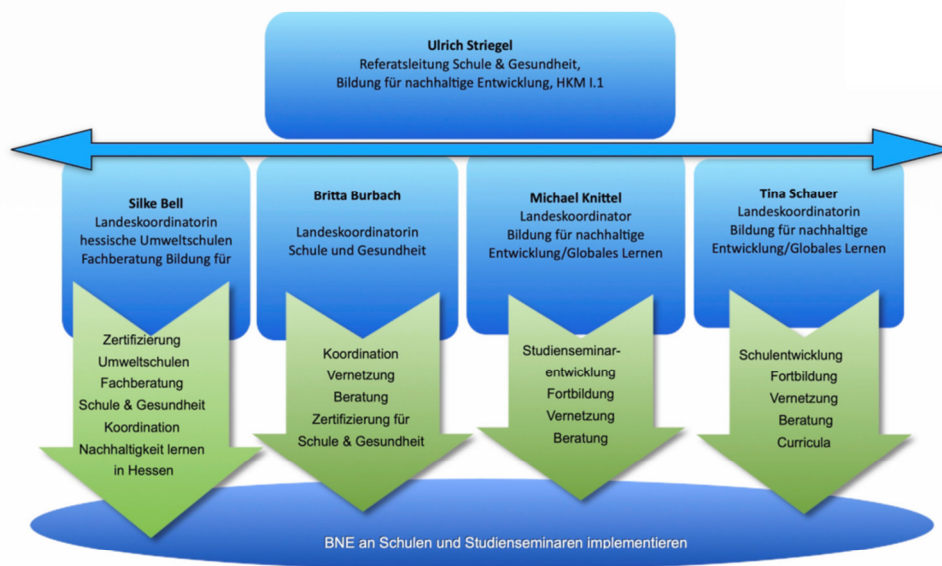 Ulrich Striegel
Referatsleitung Schule & Gesundheit,
Bildung für nachhaltige Entwicklung, HKM I.1
Silke Bell
Landeskoordinatorin
hessische Umweltschulen
Fachberatung Bildung für
Britta Burbach
Landeskoordinatorin
Schule und Gesundheit
Michael Knittel
Landeskoordinator
Bildung für nachhaltige
Entwicklung/Globales Lernen
Tina Schauer
Landeskoordinatorin
Bildung für nachhaltige
Entwicklung/Globales Lernen
Zertifizierung
Umweltschulen
Fachberatung
Schule & Gesundheit
Koordination
Nachhaltigkeit lernen
in Hessen
Koordination
Vernetzung
Beratung
Zertifizierung für
Schule & Gesundheit
Studienseminar-
entwicklung
Fortbildung
Vernetzung
Beratung
Schulentwicklung
Fortbildung
Vernetzung
Beratung
Curricula
BNE an Schulen und Studienseminaren implementieren